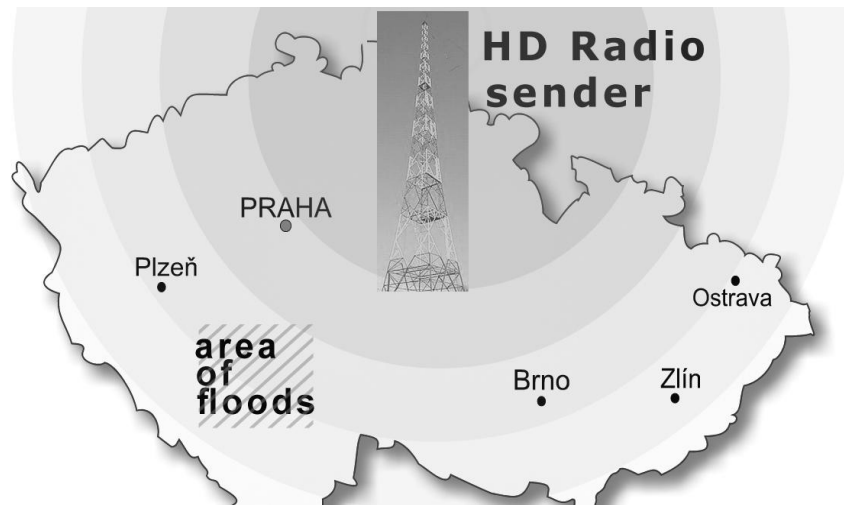 HD Radio
sender
PRAHA
Plzeň
Ostrava
area
of
floods
Brno
Zlín